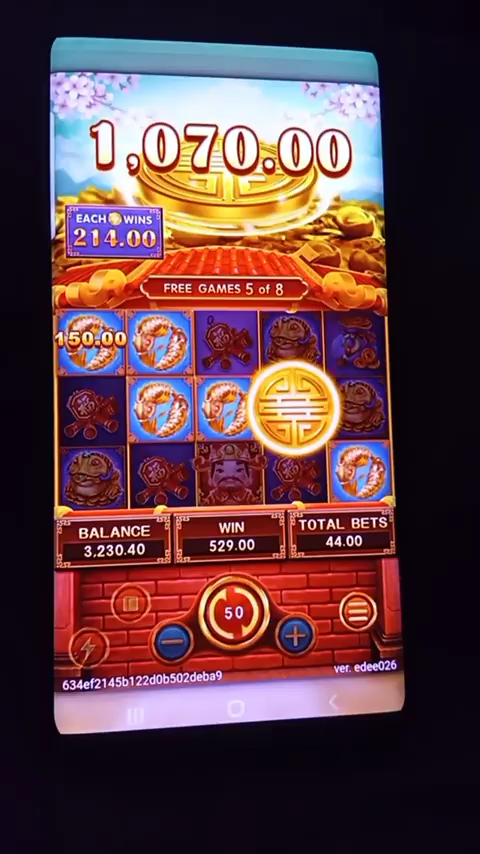 1,070.00
EACH WINS
214.00
FREE GAMES 5 of 8
150.00
BALANCE
3,230.40
WIN
529.00
TOTAL BETS
44.00
50
634ef2145b122d0b502deba9
ver. edee026